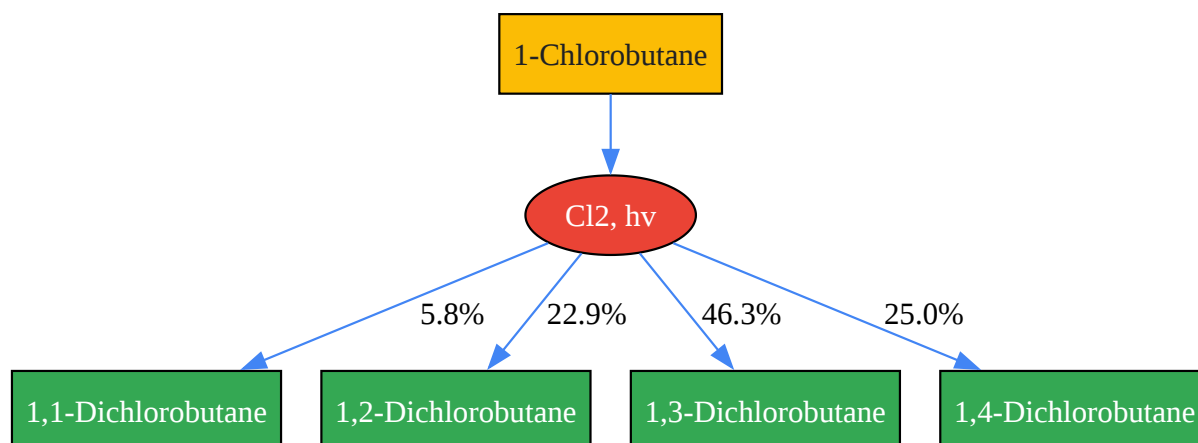 1-Chlorobutane
Cl2, hv
5.8%
22.9%
46.3%
25.0%
1,1-Dichlorobutane
1,2-Dichlorobutane
1,3-Dichlorobutane
1,4-Dichlorobutane